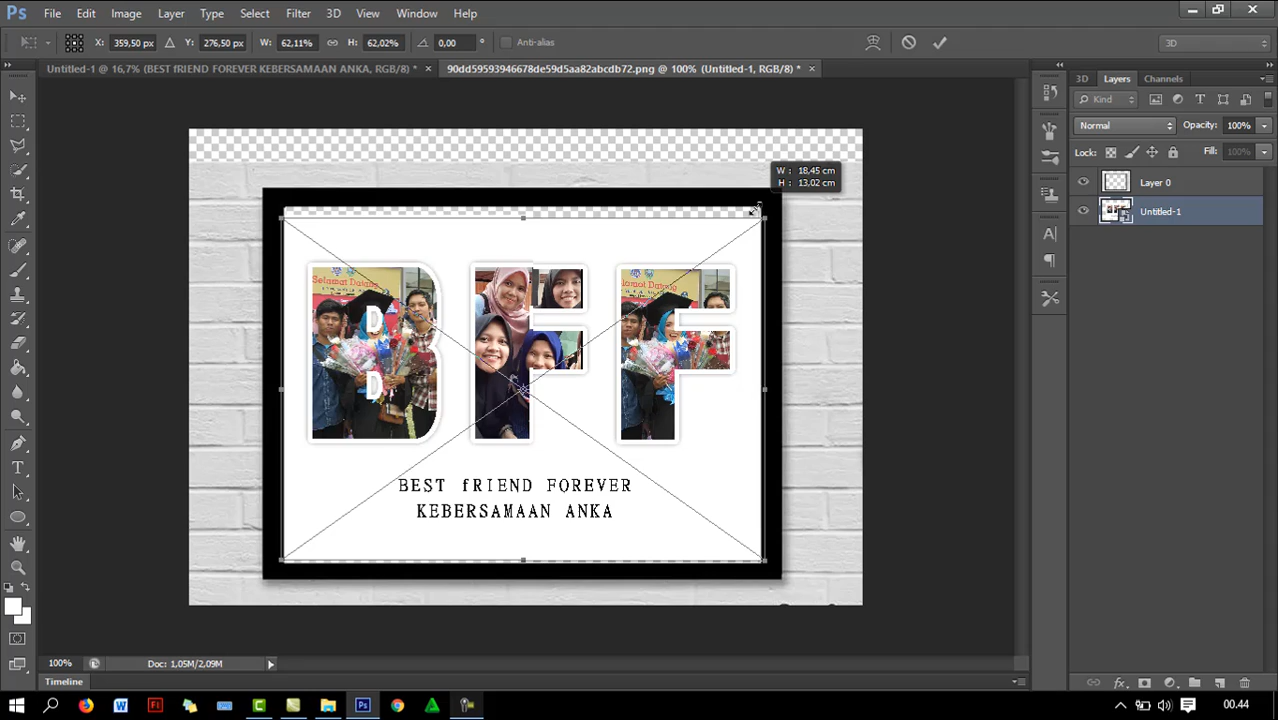 Ps File Edit Image Layer Type Select Filter 3D View Window Help
X: 359,50 px Y: 276,50 px W: 62,11% H: 62,02% 0,00 ° Anti-alias 3D
Untitled-1 @ 16,7% (BEST fRIEND FOREVER KEBERSAMAAN ANKA, RGB/8) * × 90dd59593946678de59d5aa82abcdb72.png @ 100% (Untitled-1, RGB/8) * ×
3D Layers Channels
Kind
Normal Opacity: 100%
Lock: Fill: 100%
W: 18,45 cm
H: 13,02 cm
Layer 0
Untitled-1
Selamat Datang
D
D
BEST fRIEND FOREVER
KEBERSAMAAN ANKA
100% Doc: 1,05M/2,09M
Timeline
00.44